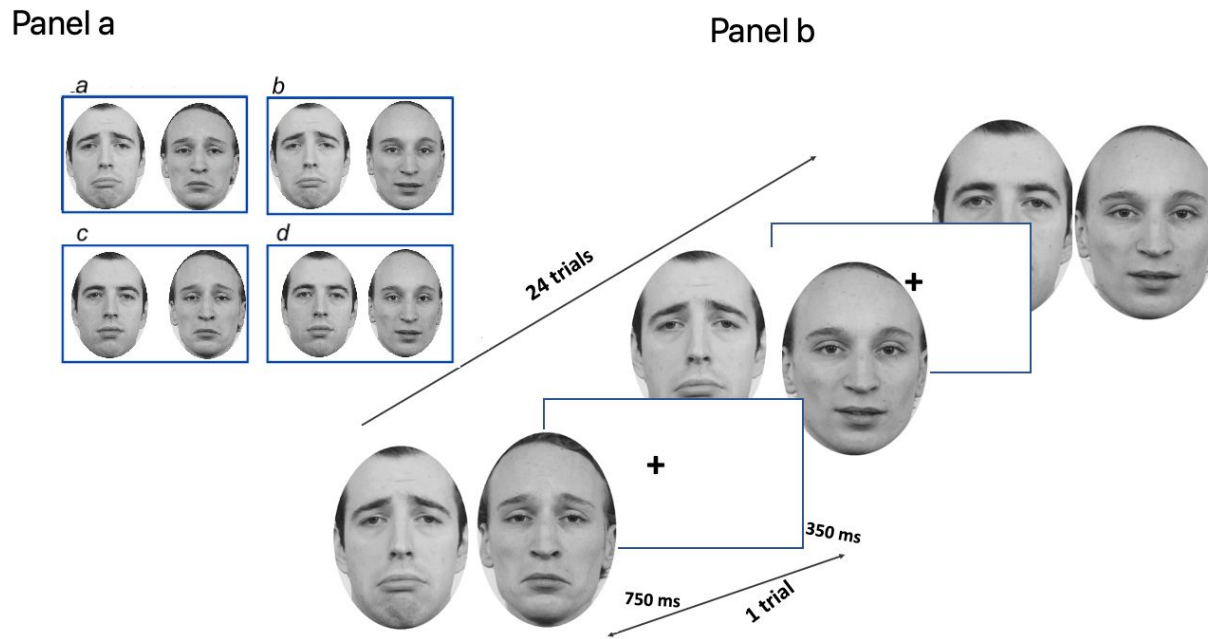 Panel a
Panel b
a
b
c
d
24 trials
+
+
350 ms
750 ms
1 trial